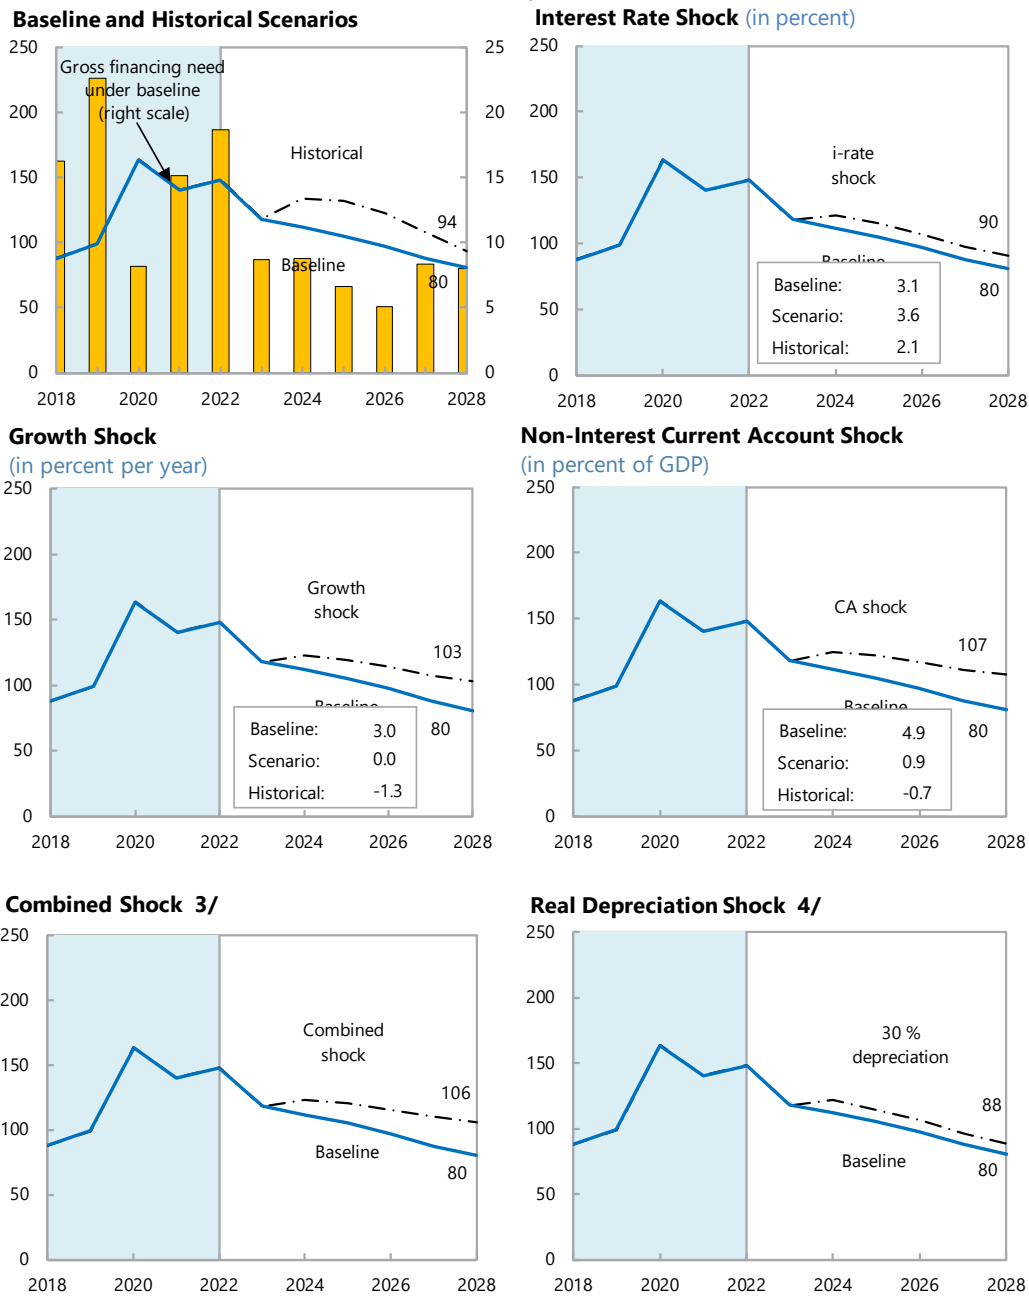 Baseline and Historical Scenarios
250
200
150
100
50
0
25
20
15
10
5
0
Gross financing need
under baseline
(right scale)
Historical
94
Baseline
80
2018 2020 2022 2024 2026 2028
Interest Rate Shock (in percent)
250
200
150
100
50
0
i-rate
shock
90
Baseline
80
Baseline: 3.1
Scenario: 3.6
Historical: 2.1
2018 2020 2022 2024 2026 2028
Growth Shock
(in percent per year)
250
200
150
100
50
0
Growth
shock
103
Baseline
80
Baseline: 3.0
Scenario: 0.0
Historical: -1.3
2018 2020 2022 2024 2026 2028
Non-Interest Current Account Shock
(in percent of GDP)
250
200
150
100
50
0
CA shock
107
Baseline
80
Baseline: 4.9
Scenario: 0.9
Historical: -0.7
2018 2020 2022 2024 2026 2028
Combined Shock 3/
250
200
150
100
50
0
Combined
shock
106
Baseline
80
2018 2020 2022 2024 2026 2028
Real Depreciation Shock 4/
250
200
150
100
50
0
30 %
depreciation
88
Baseline
80
2018 2020 2022 2024 2026 2028